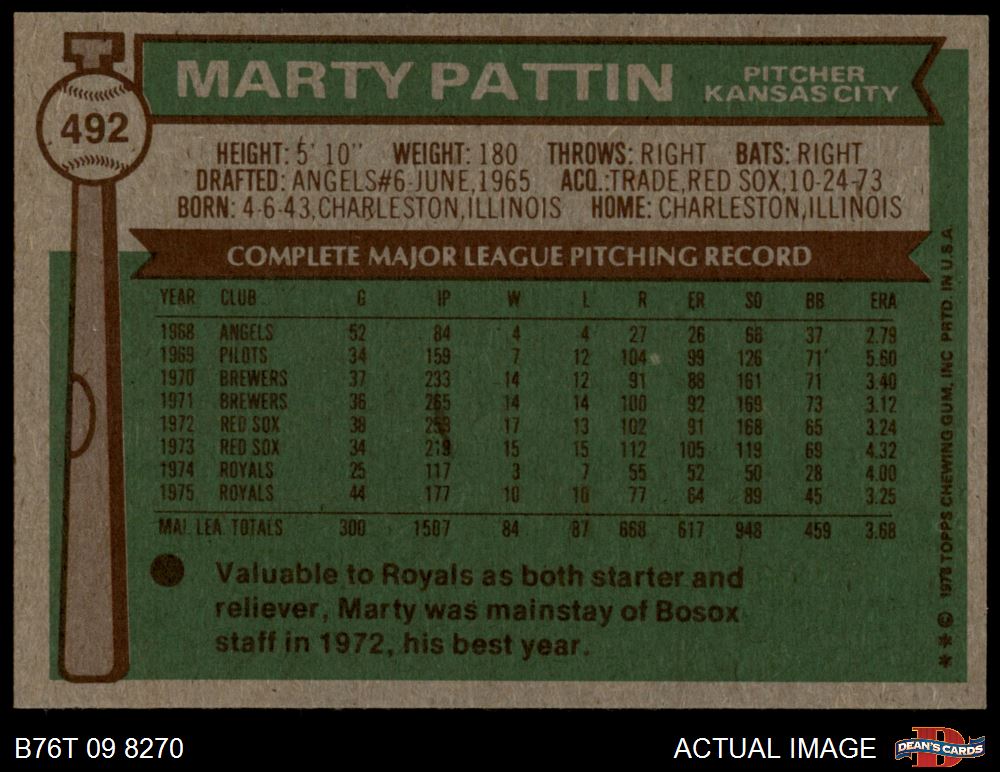 MARTY PATTIN
PITCHER
KANSAS CITY
492
HEIGHT: 5' 10" WEIGHT: 180 THROWS: RIGHT BATS: RIGHT
DRAFTED: ANGELS#6-JUNE,1965 ACQ.:TRADE,RED SOX,10-24-73
BORN: 4-6-43,CHARLESTON,ILLINOIS HOME: CHARLESTON,ILLINOIS
COMPLETE MAJOR LEAGUE PITCHING RECORD
YEAR CLUB G IP W L R ER SO BB ERA
1968 ANGELS 52 84 4 4 27 26 66 37 2.79
1969 PILOTS 34 159 7 12 104 99 126 71 5.60
1970 BREWERS 37 233 14 12 91 88 161 71 3.40
1971 BREWERS 36 265 14 14 100 92 169 73 3.12
1972 RED SOX 38 253 17 13 102 91 168 65 3.24
1973 RED SOX 34 219 15 15 112 105 119 69 4.32
1974 ROYALS 25 117 3 7 55 52 50 28 4.00
1975 ROYALS 44 177 10 10 77 64 89 45 3.25
MAJ. LEA. TOTALS 300 1507 84 87 668 617 948 459 3.68
Valuable to Royals as both starter and
reliever, Marty was mainstay of Bosox
staff in 1972, his best year.
* * © 1976 TOPPS CHEWING GUM, INC PRTD. IN U.S.A.
B76T 09 8270
ACTUAL IMAGE
D
DEAN'S CARDS